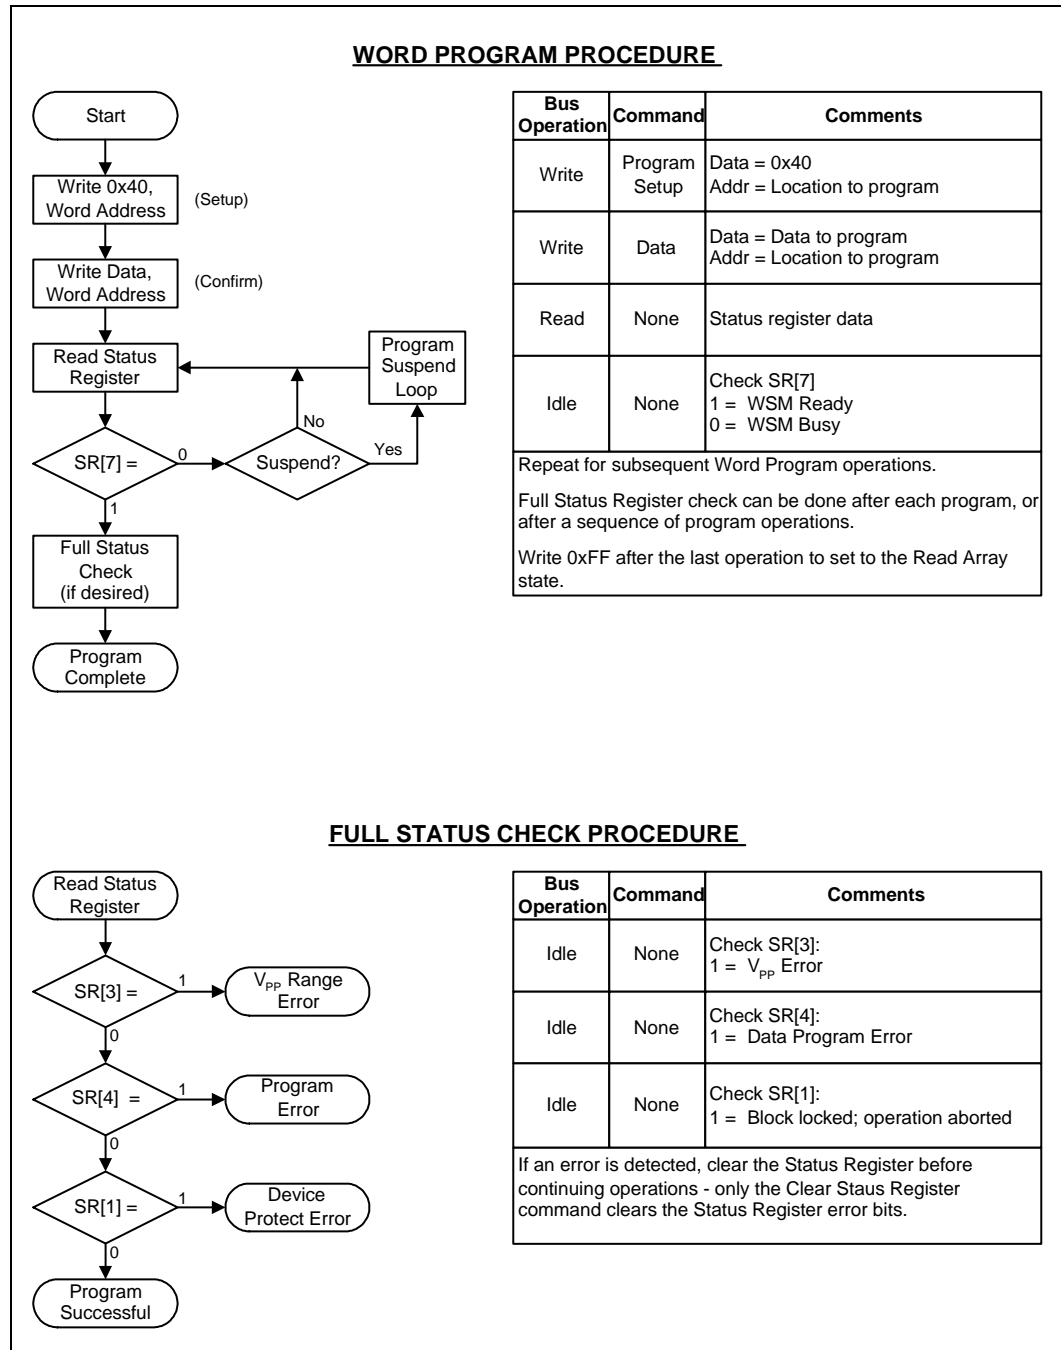 WORD PROGRAM PROCEDURE
Start
Write 0x40,
Word Address
(Setup)
Write Data,
Word Address
(Confirm)
Read Status
Register
Program
Suspend
Loop
No
SR[7] =
0
Suspend?
Yes
1
Full Status
Check
(if desired)
Program
Complete
Bus
Operation
Command
Comments
Write
Program
Setup
Data = 0x40
Addr = Location to program
Write
Data
Data = Data to program
Addr = Location to program
Read
None
Status register data
Idle
None
Check SR[7]
1 = WSM Ready
0 = WSM Busy
Repeat for subsequent Word Program operations.
Full Status Register check can be done after each program, or
after a sequence of program operations.
Write 0xFF after the last operation to set to the Read Array
state.
FULL STATUS CHECK PROCEDURE
Read Status
Register
SR[3] =
1
VPP Range
Error
0
SR[4] =
1
Program
Error
0
SR[1] =
1
Device
Protect Error
0
Program
Successful
Bus
Operation
Command
Comments
Idle
None
Check SR[3]:
1 = VPP Error
Idle
None
Check SR[4]:
1 = Data Program Error
Idle
None
Check SR[1]:
1 = Block locked; operation aborted
If an error is detected, clear the Status Register before
continuing operations - only the Clear Staus Register
command clears the Status Register error bits.